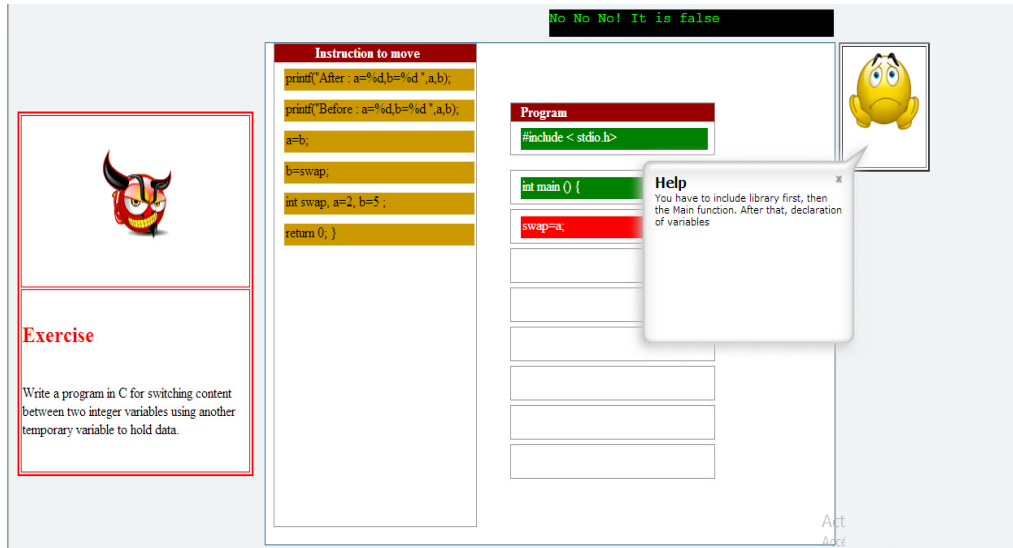 No No No! It is false
Instruction to move
printf("After : a=%d,b=%d ",a,b);
printf("Before : a=%d,b=%d ",a,b);
a=b;
b=swap;
int swap, a=2, b=5 ;
return 0; }
Program
#include < stdio.h>
int main () {
swap=a;
Help
x
You have to include library first, then
the Main function. After that, declaration
of variables
Exercise
Write a program in C for switching content
between two integer variables using another
temporary variable to hold data.
Act
Accé